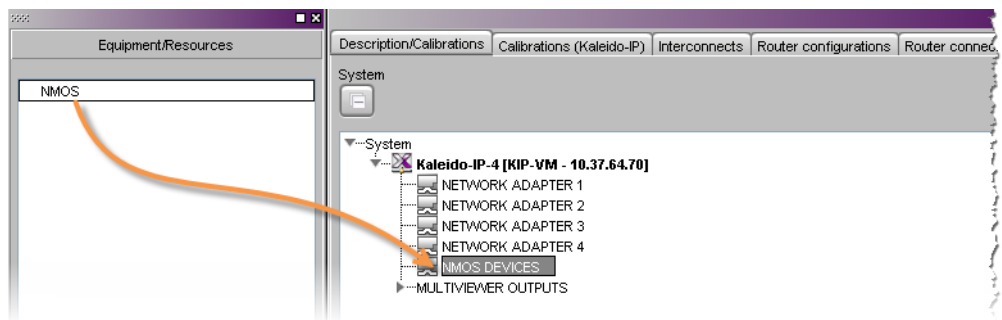 Equipment/Resources
NMOS
Description/Calibrations
Calibrations (Kaleido-IP)
Interconnects
Router configurations
Router connec
System
System
Kaleido-IP-4 [KIP-VM - 10.37.64.70]
NETWORK ADAPTER 1
NETWORK ADAPTER 2
NETWORK ADAPTER 3
NETWORK ADAPTER 4
NMOS DEVICES
MULTIVIEWER OUTPUTS